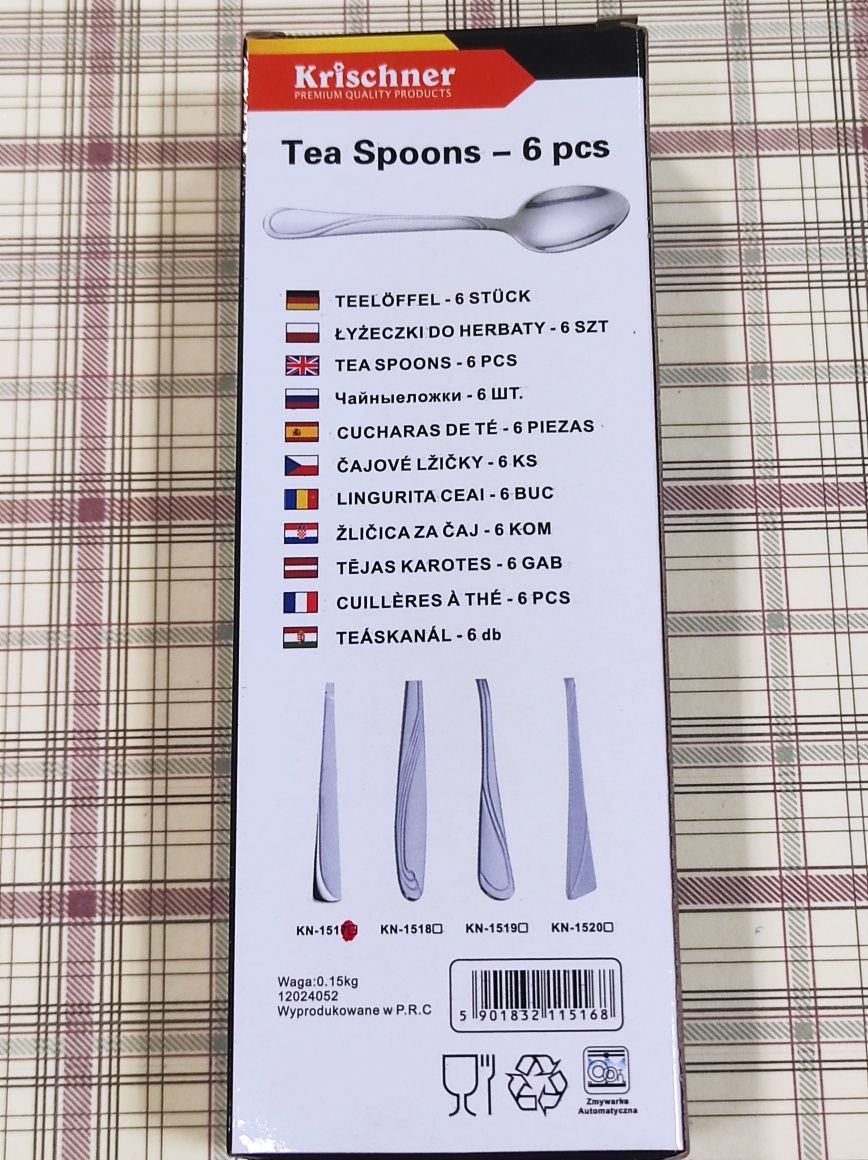 Krischner
PREMIUM QUALITY PRODUCTS
Tea Spoons – 6 pcs
TEELÖFFEL - 6 STÜCK
ŁYŻECZKI DO HERBATY - 6 SZT
TEA SPOONS - 6 PCS
Чайныеложки - 6 ШТ.
CUCHARAS DE TÉ - 6 PIEZAS
ČAJOVÉ LŽIČKY - 6 KS
LINGURITA CEAI - 6 BUC
ŽLIČICA ZA ČAJ - 6 KOM
TĒJAS KAROTES - 6 GAB
CUILLÈRES À THÉ - 6 PCS
TEÁSKANÁL - 6 db
KN-1517 KN-1518 KN-1519 KN-1520
Waga:0.15kg
12024052
Wyprodukowane w P.R.C
5 901832 115168
Zmywarka
Automatyczna